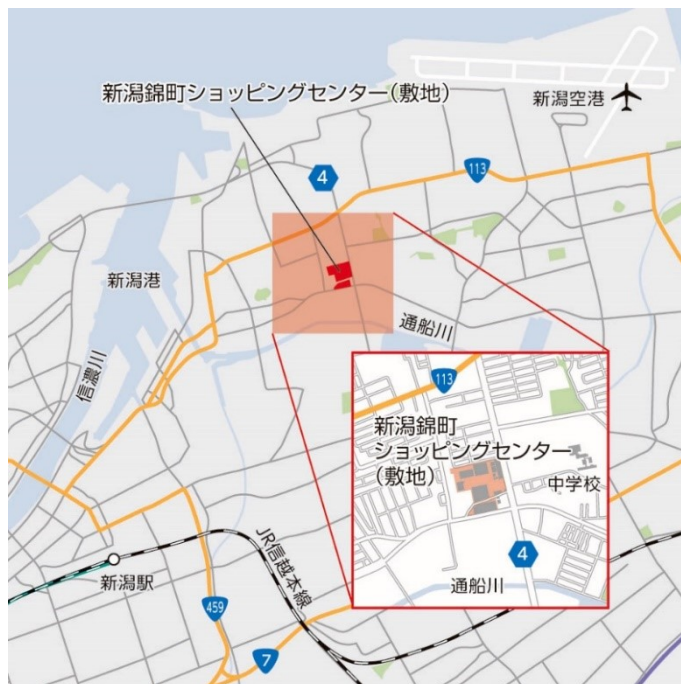 新潟錦町ショッピングセンター(敷地)
新潟空港
4
113
新潟港
通船川
信濃川
113
新潟錦町
ショッピングセンター
(敷地)
中学校
4
通船川
JR信越本線
新潟駅
459
7